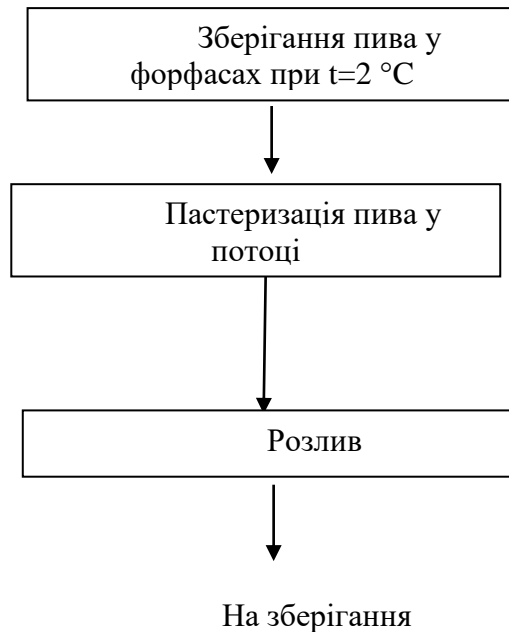 Зберігання пива у
форфасах при t=2 °C
Пастеризація пива у
потоці
Розлив
На зберігання